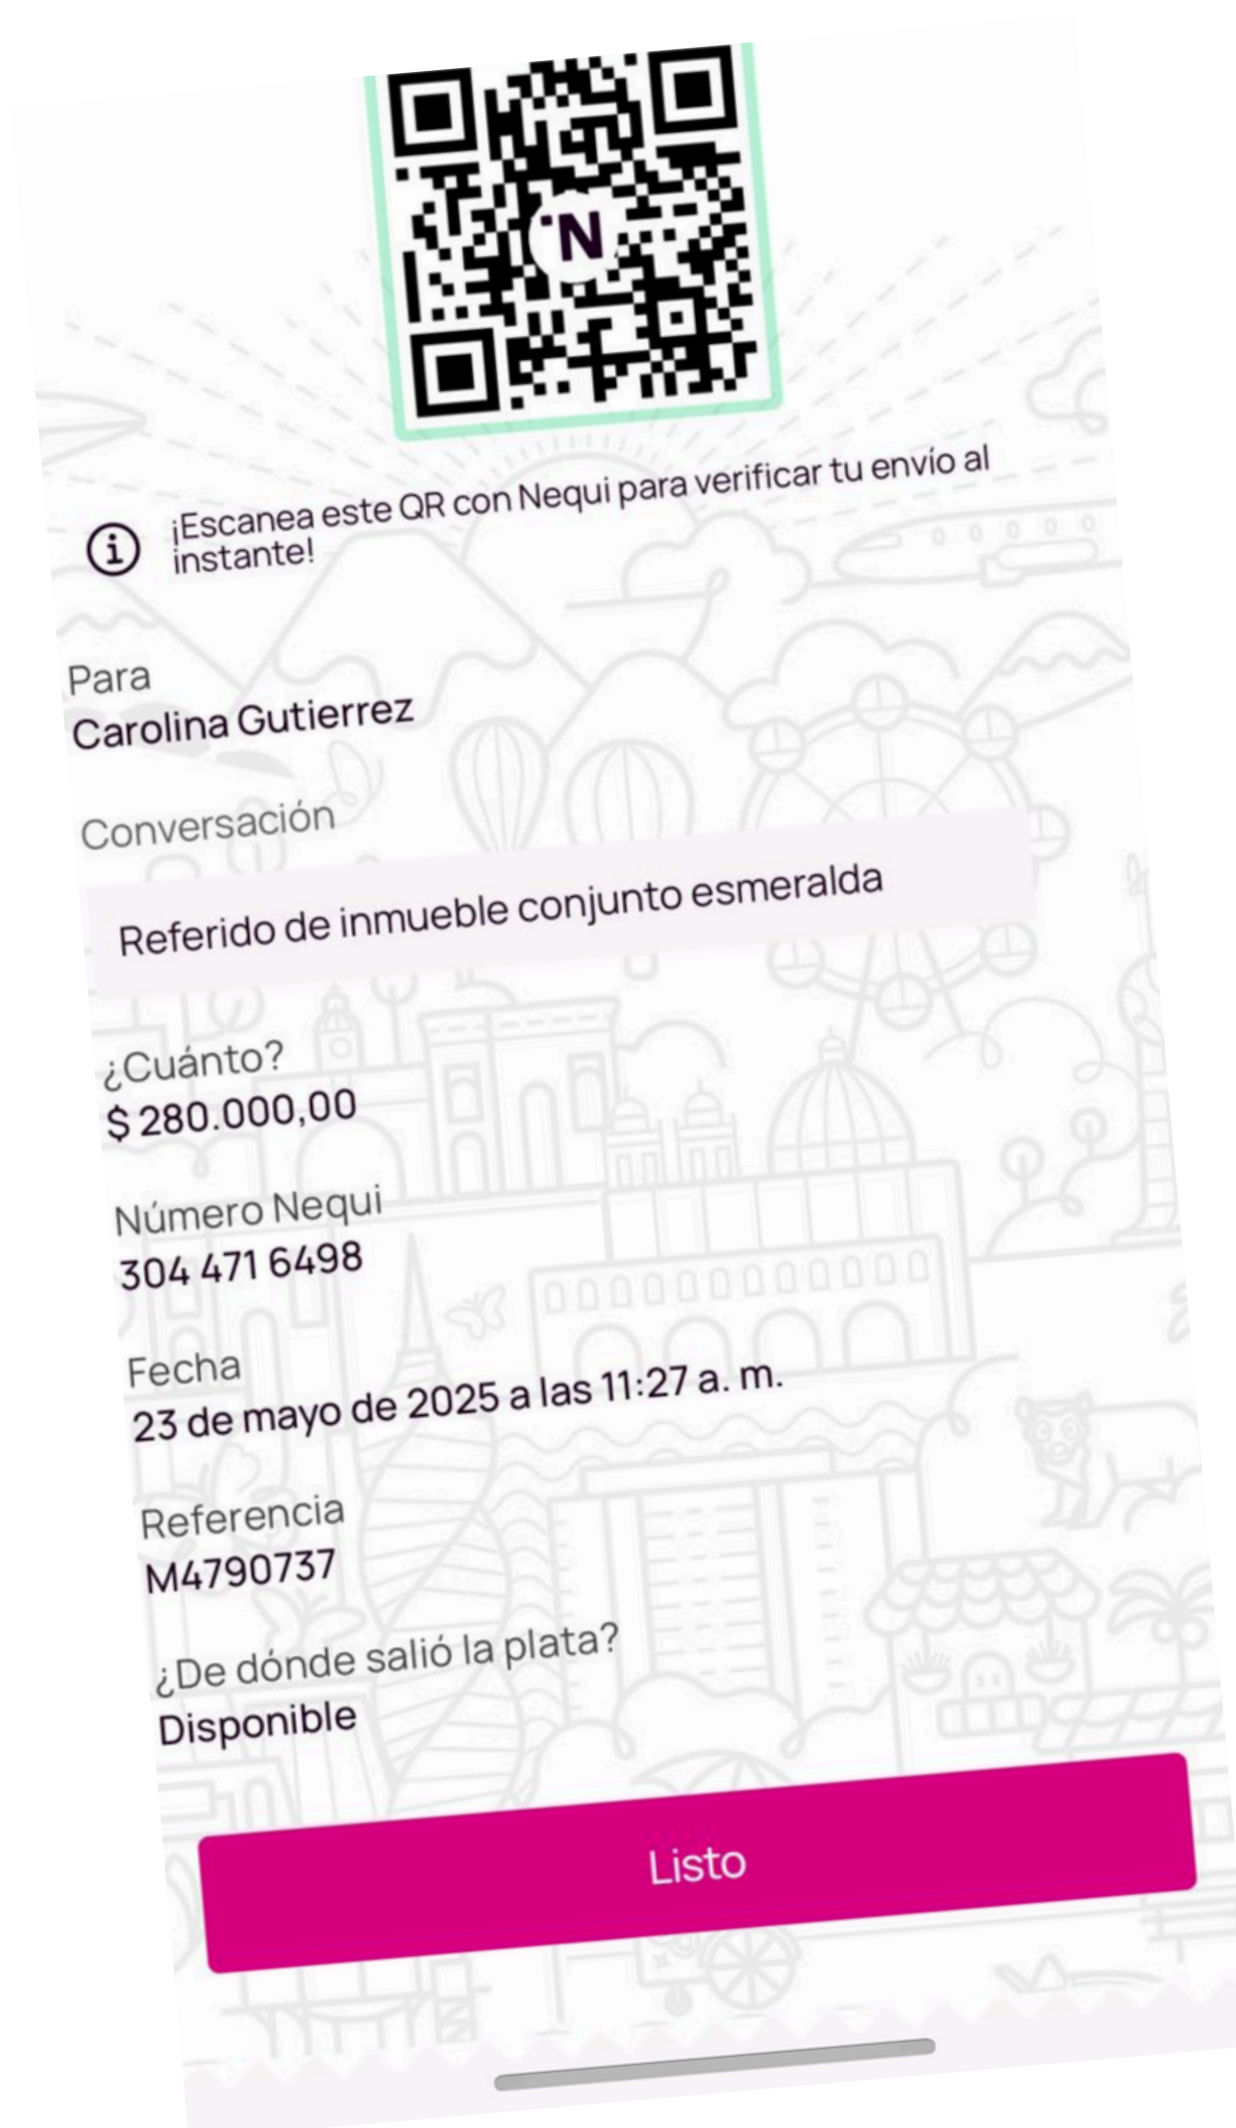 N
¡Escanea este QR con Nequi para verificar tu envío al
instante!
Para
Carolina Gutierrez
Conversación
Referido de inmueble conjunto esmeralda
¿Cuánto?
$ 280.000,00
Número Nequi
304 471 6498
Fecha
23 de mayo de 2025 a las 11:27 a. m.
Referencia
M4790737
¿De dónde salió la plata?
Disponible
Listo